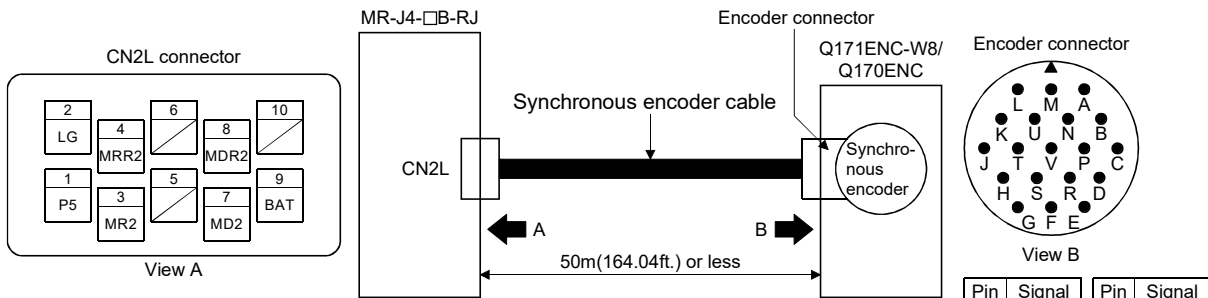 MR-J4-□B-RJ
Encoder connector
CN2L connector
Q171ENC-W8/
Q170ENC
Encoder connector
2
LG
4
MRR2
6
8
MDR2
10
1
P5
3
MR2
5
7
MD2
9
BAT
View A
Synchronous encoder cable
CN2L
Synchro-
nous
encoder
A
B
50m(164.04ft.) or less
L M A
K U N B
J T V P C
H S R D
G F E
View B
Pin Signal
Pin Signal